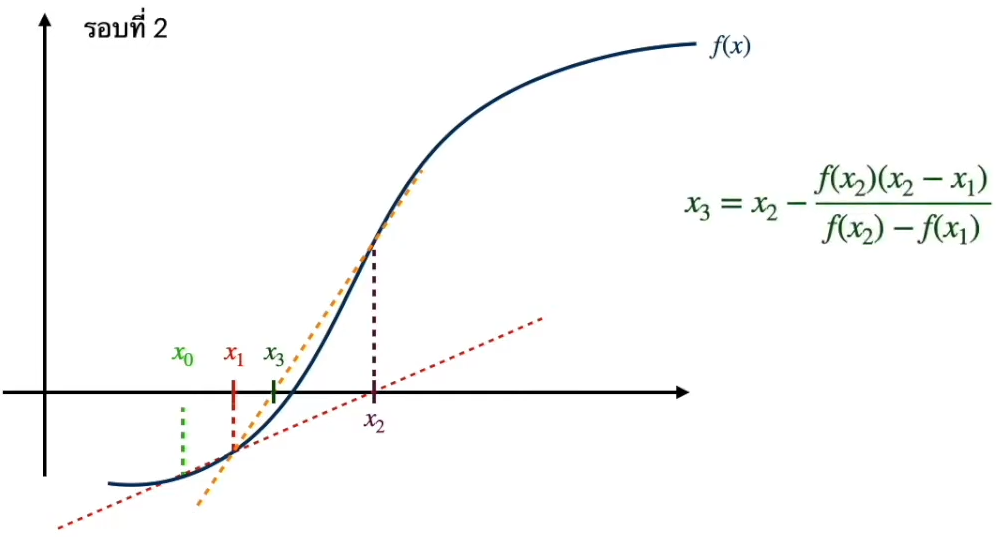 รอบที่ 2
f(x)
x₃ = x₂ − f(x₂)(x₂ − x₁) / f(x₂) − f(x₁)
x₀ x₁ x₃
x₂